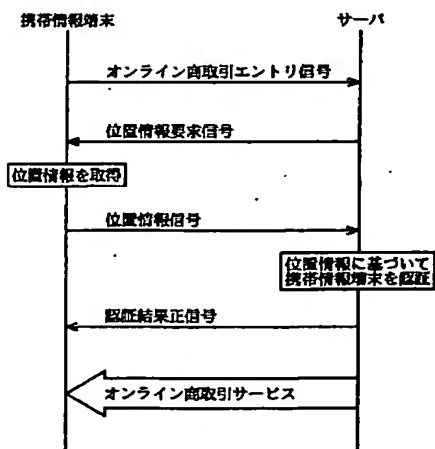 携帯情報端末
サーバ
オンライン商取引エントリ信号
位置情報要求信号
位置情報を取得
位置情報信号
位置情報に基づいて
携帯情報端末を認証
認証結果正信号
オンライン商取引サービス